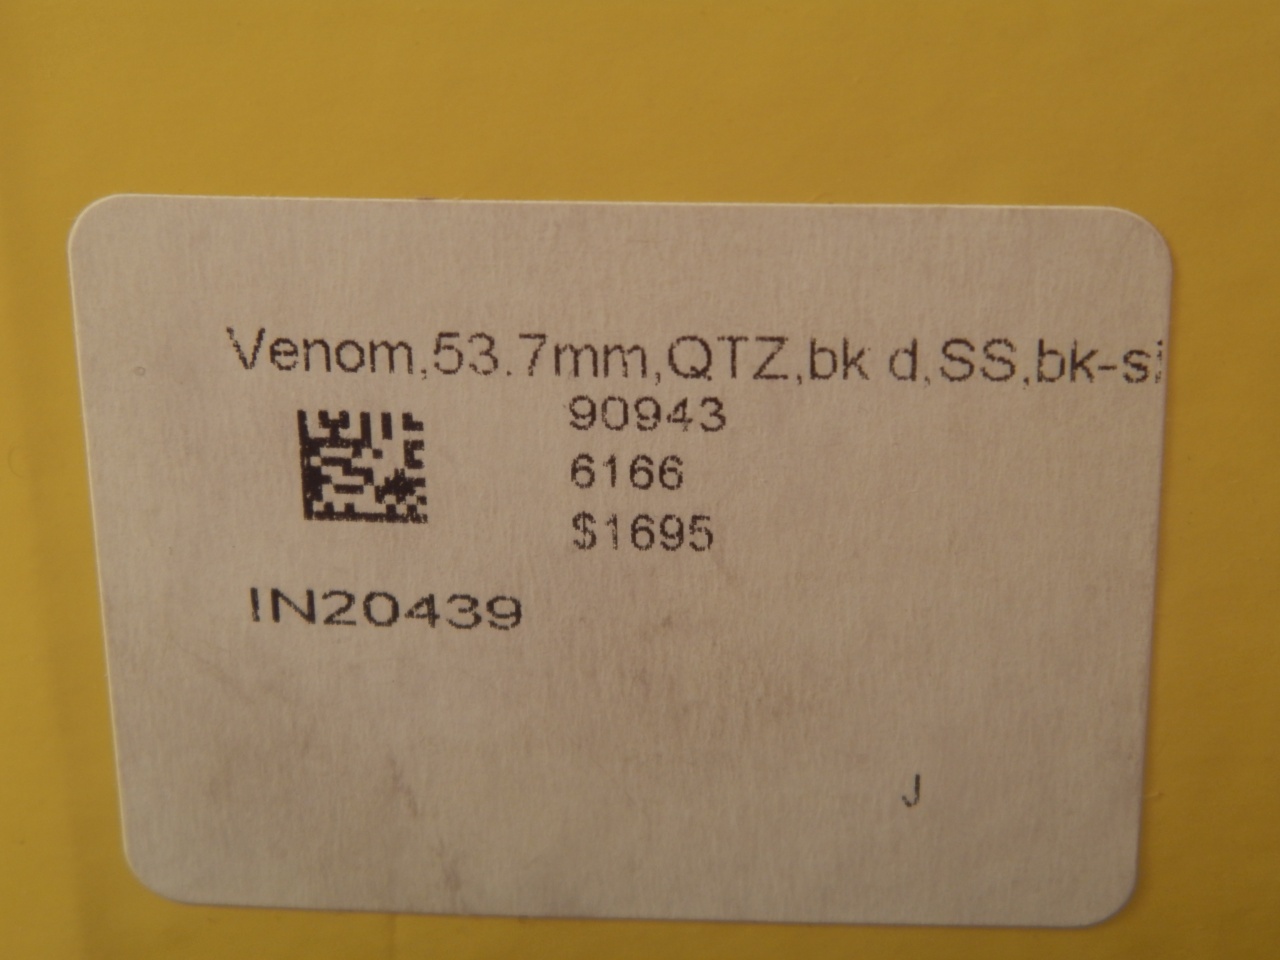 Venom,53.7mm,QTZ,bk d,SS,bk-si
90943
6166
$1695
IN20439
J